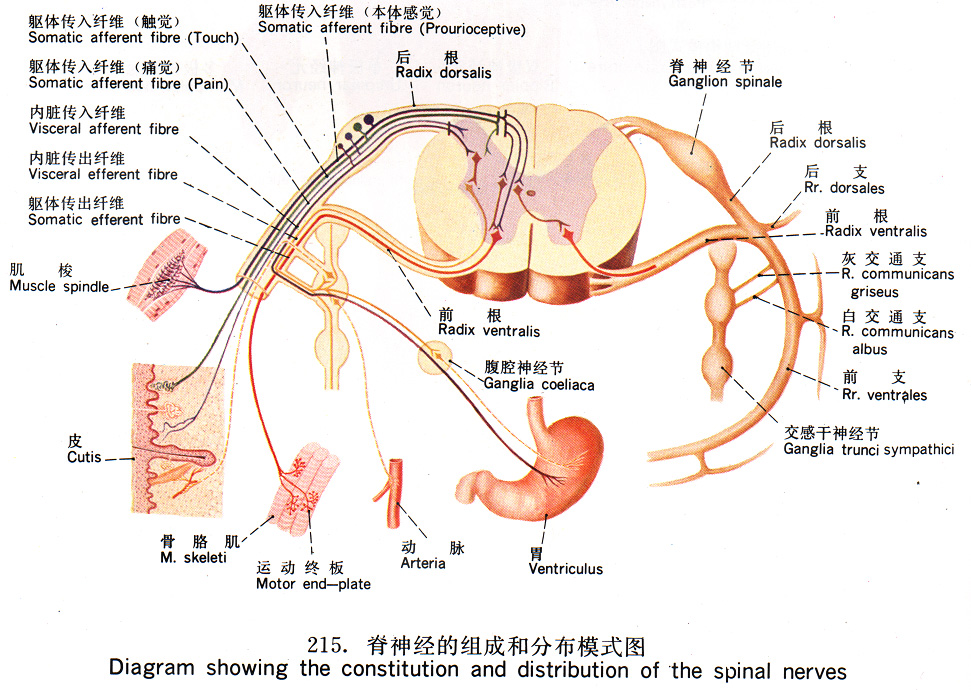 躯体传入纤维（触觉）
Somatic afferent fibre (Touch)
躯体传入纤维（本体感觉）
Somatic afferent fibre (Prourioceptive)
躯体传入纤维（痛觉）
Somatic afferent fibre (Pain)
内脏传入纤维
Visceral afferent fibre
内脏传出纤维
Visceral efferent fibre
躯体传出纤维
Somatic efferent fibre
后根
Radix dorsalis
脊神经节
Ganglion spinale
后根
Radix dorsalis
后支
Rr. dorsales
前根
Radix ventralis
灰交通支
R. communicans
griseus
白交通支
R. communicans
albus
前支
Rr. ventrales
交感干神经节
Ganglia trunci sympathici
肌梭
Muscle spindle
前根
Radix ventralis
腹腔神经节
Ganglia coeliaca
皮
Cutis
骨胳肌
M. skeleti
运动终板
Motor end—plate
动脉
Arteria
胃
Ventriculus
215. 脊神经的组成和分布模式图
Diagram showing the constitution and distribution of the spinal nerves